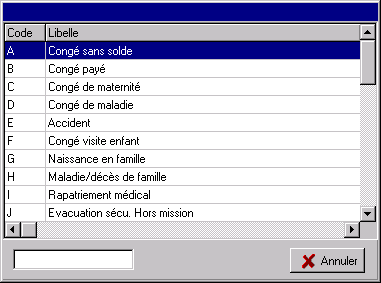 Code Libelle
A Congé sans solde
B Congé payé
C Congé de maternité
D Congé de maladie
E Accident
F Congé visite enfant
G Naissance en famille
H Maladie/décès de famille
I Rapatriement médical
J Evacuation sécu. Hors mission
Annuler